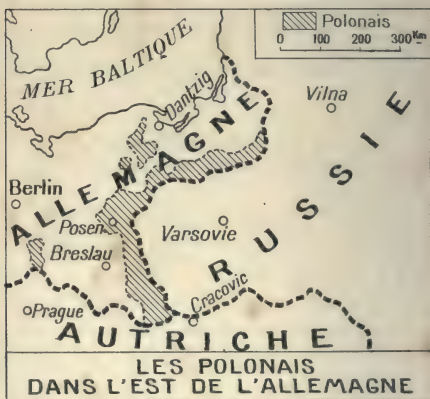 Polonais
0 100 200 300Km
MER BALTIQUE
Dantzig
Vilna
ALLEMAGNE
RUSSIE
Berlin
Posen
Varsovie
Breslau
Prague
Cracovic
AUTRICHE
LES POLONAIS
DANS L'EST DE L'ALLEMAGNE